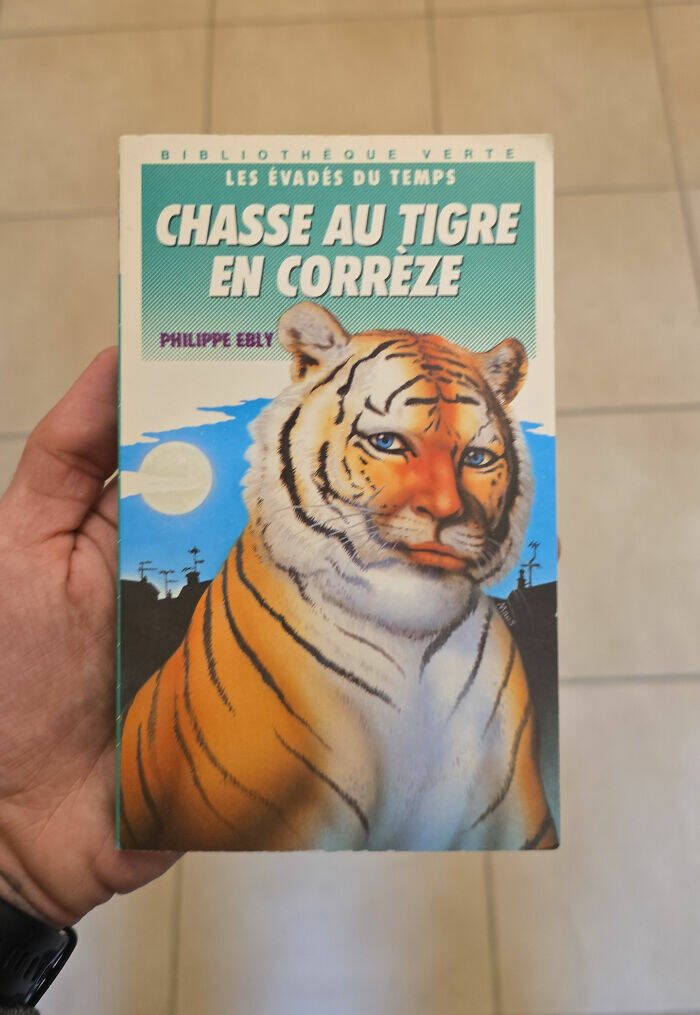 BIBLIOTHÈQUE VERTE
LES ÉVADÉS DU TEMPS
CHASSE AU TIGRE
EN CORRÈZE
PHILIPPE EBLY